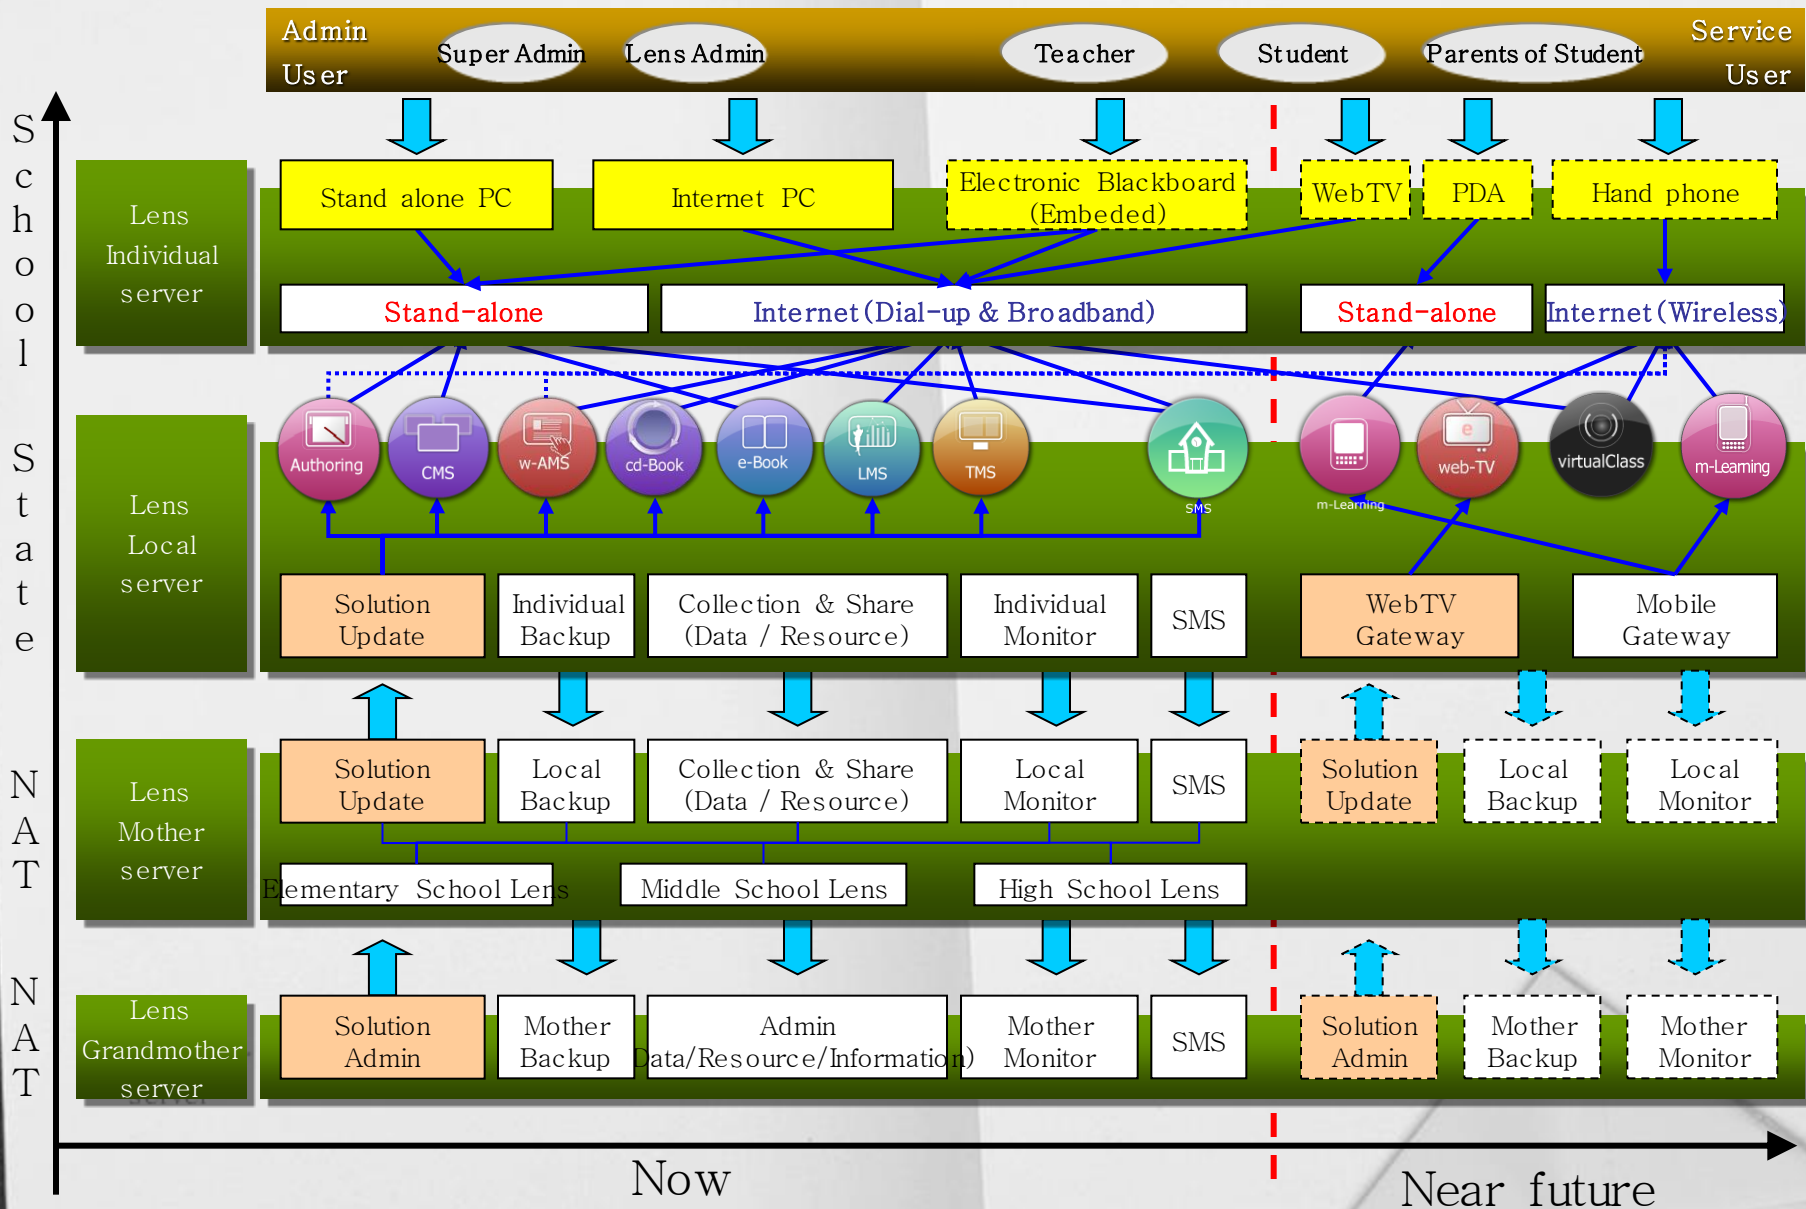 Admin
User
Super Admin
Lens Admin
Teacher
Student
Parents of Student
Service
User
School
State
NAT
NAT
Lens
Individual
server
Stand alone PC
Internet PC
Electronic Blackboard
(Embeded)
WebTV
PDA
Hand phone
Stand-alone
Internet(Dial-up & Broadband)
Stand-alone
Internet(Wireless)
Lens
Local
server
Authoring
CMS
w-AMS
cd-Book
e-Book
LMS
TMS
SMS
m-Learning
e
web-TV
virtualClass
m-Learning
Solution
Update
Individual
Backup
Collection & Share
(Data / Resource)
Individual
Monitor
SMS
WebTV
Gateway
Mobile
Gateway
Lens
Mother
server
Solution
Update
Local
Backup
Collection & Share
(Data / Resource)
Local
Monitor
SMS
Solution
Update
Local
Backup
Local
Monitor
Elementary School Lens
Middle School Lens
High School Lens
Lens
Grandmother
server
Solution
Admin
Mother
Backup
Admin
Data/Resource/Information)
Mother
Monitor
SMS
Solution
Admin
Mother
Backup
Mother
Monitor
Now
Near future